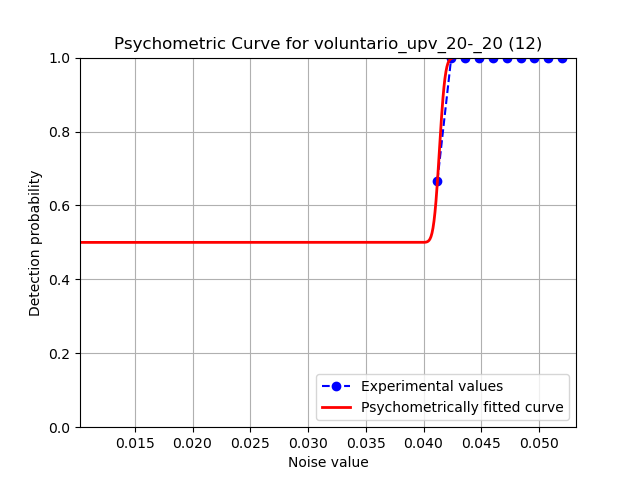 Psychometric Curve for voluntario_upv_20-_20 (12)
1.0
0.8
0.6
0.4
0.2
0.0
Detection probability
Experimental values
Psychometrically fitted curve
0.015 0.020 0.025 0.030 0.035 0.040 0.045 0.050
Noise value